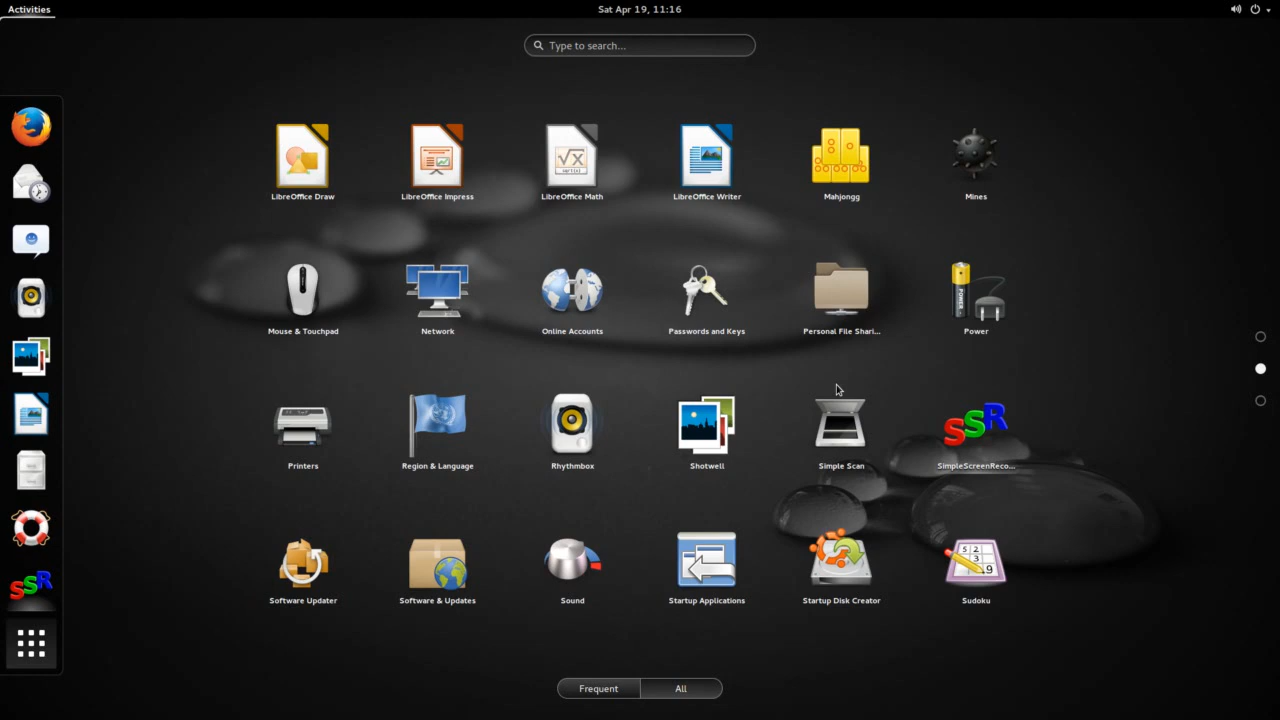 Activities
Sat Apr 19, 11:16
Type to search...
LibreOffice Draw
LibreOffice Impress
LibreOffice Math
LibreOffice Writer
Mahjongg
Mines
Mouse & Touchpad
Network
Online Accounts
Passwords and Keys
Personal File Shari...
Power
Printers
Region & Language
Rhythmbox
Shotwell
Simple Scan
SimpleScreenReco...
Software Updater
Software & Updates
Sound
Startup Applications
Startup Disk Creator
Sudoku
Frequent
All